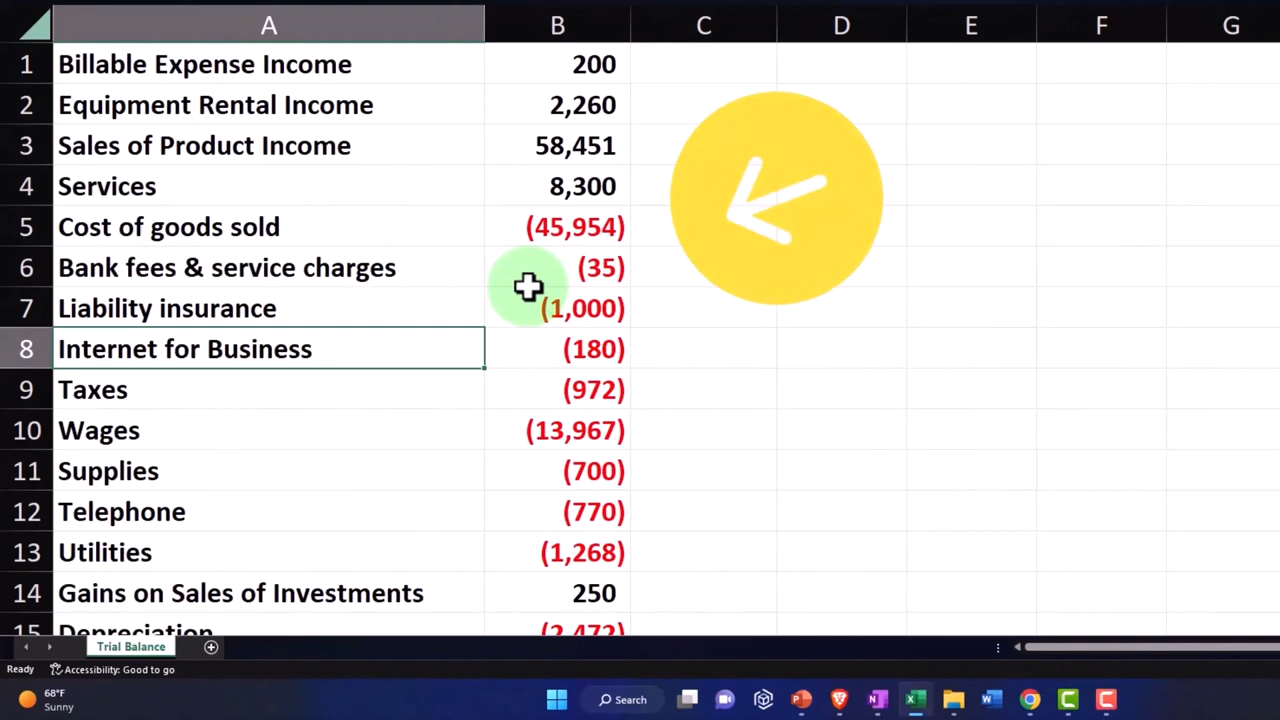 A B C D E F G
1 Billable Expense Income 200
2 Equipment Rental Income 2,260
3 Sales of Product Income 58,451
4 Services 8,300
5 Cost of goods sold (45,954)
6 Bank fees & service charges (35)
7 Liability insurance (1,000)
8 Internet for Business (180)
9 Taxes (972)
10 Wages (13,967)
11 Supplies (700)
12 Telephone (770)
13 Utilities (1,268)
14 Gains on Sales of Investments 250
15 Depreciation (2,472)
Trial Balance
Ready Accessibility: Good to go
68°F
Sunny
Search